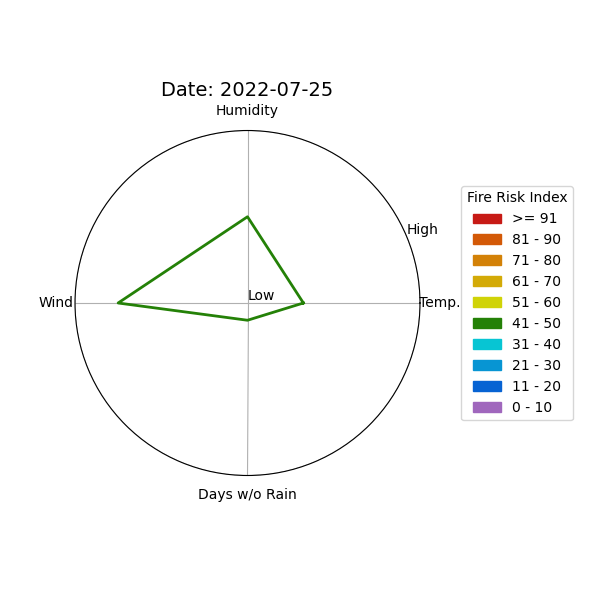 Date: 2022-07-25
Humidity
High
Low
Wind
Temp.
Days w/o Rain
Fire Risk Index
>= 91
81 - 90
71 - 80
61 - 70
51 - 60
41 - 50
31 - 40
21 - 30
11 - 20
0 - 10